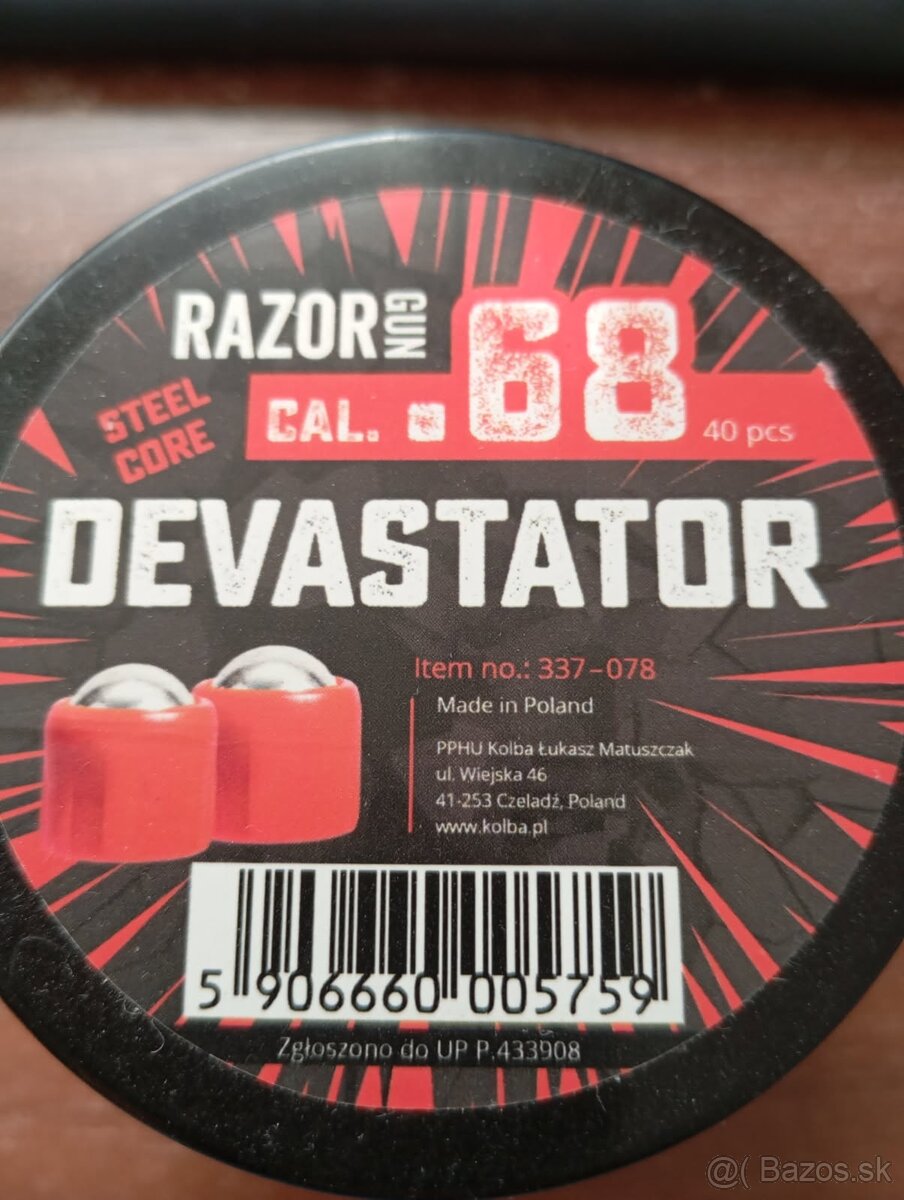 RAZOR GUN
CAL. .68 40 pcs
STEEL
CORE
DEVASTATOR
Item no.: 337-078
Made in Poland
PPHU Kolba Łukasz Matuszczak
ul. Wiejska 46
41-253 Czeladź, Poland
www.kolba.pl
5 906660 005759
Zgłoszono do UP P.433908
@( Bazos.sk